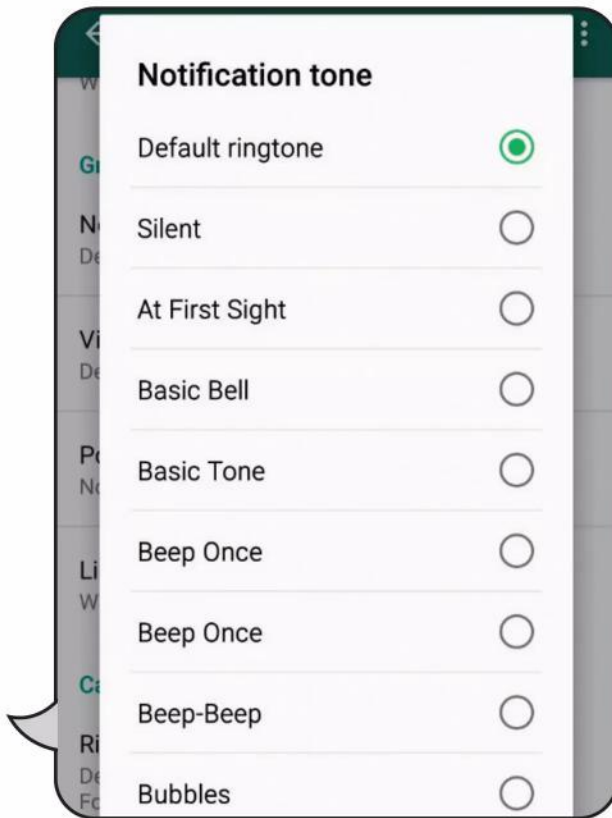 Notification tone
Default ringtone
Silent
At First Sight
Basic Bell
Basic Tone
Beep Once
Beep Once
Beep-Beep
Bubbles